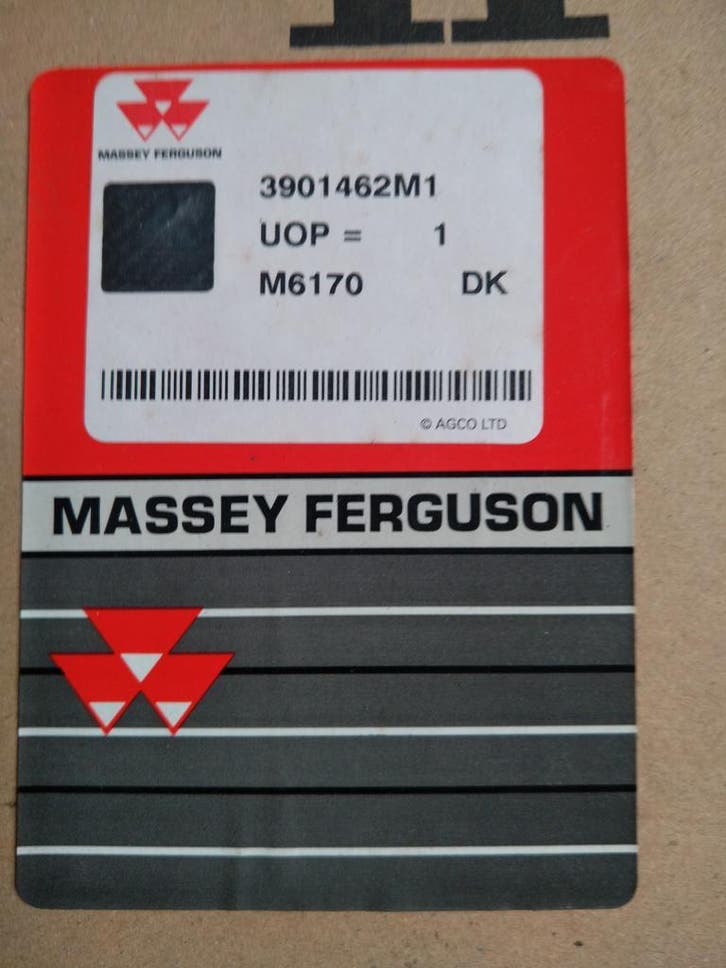 MASSEY FERGUSON
3901462M1
UOP = 1
M6170 DK
© AGCO LTD
MASSEY FERGUSON